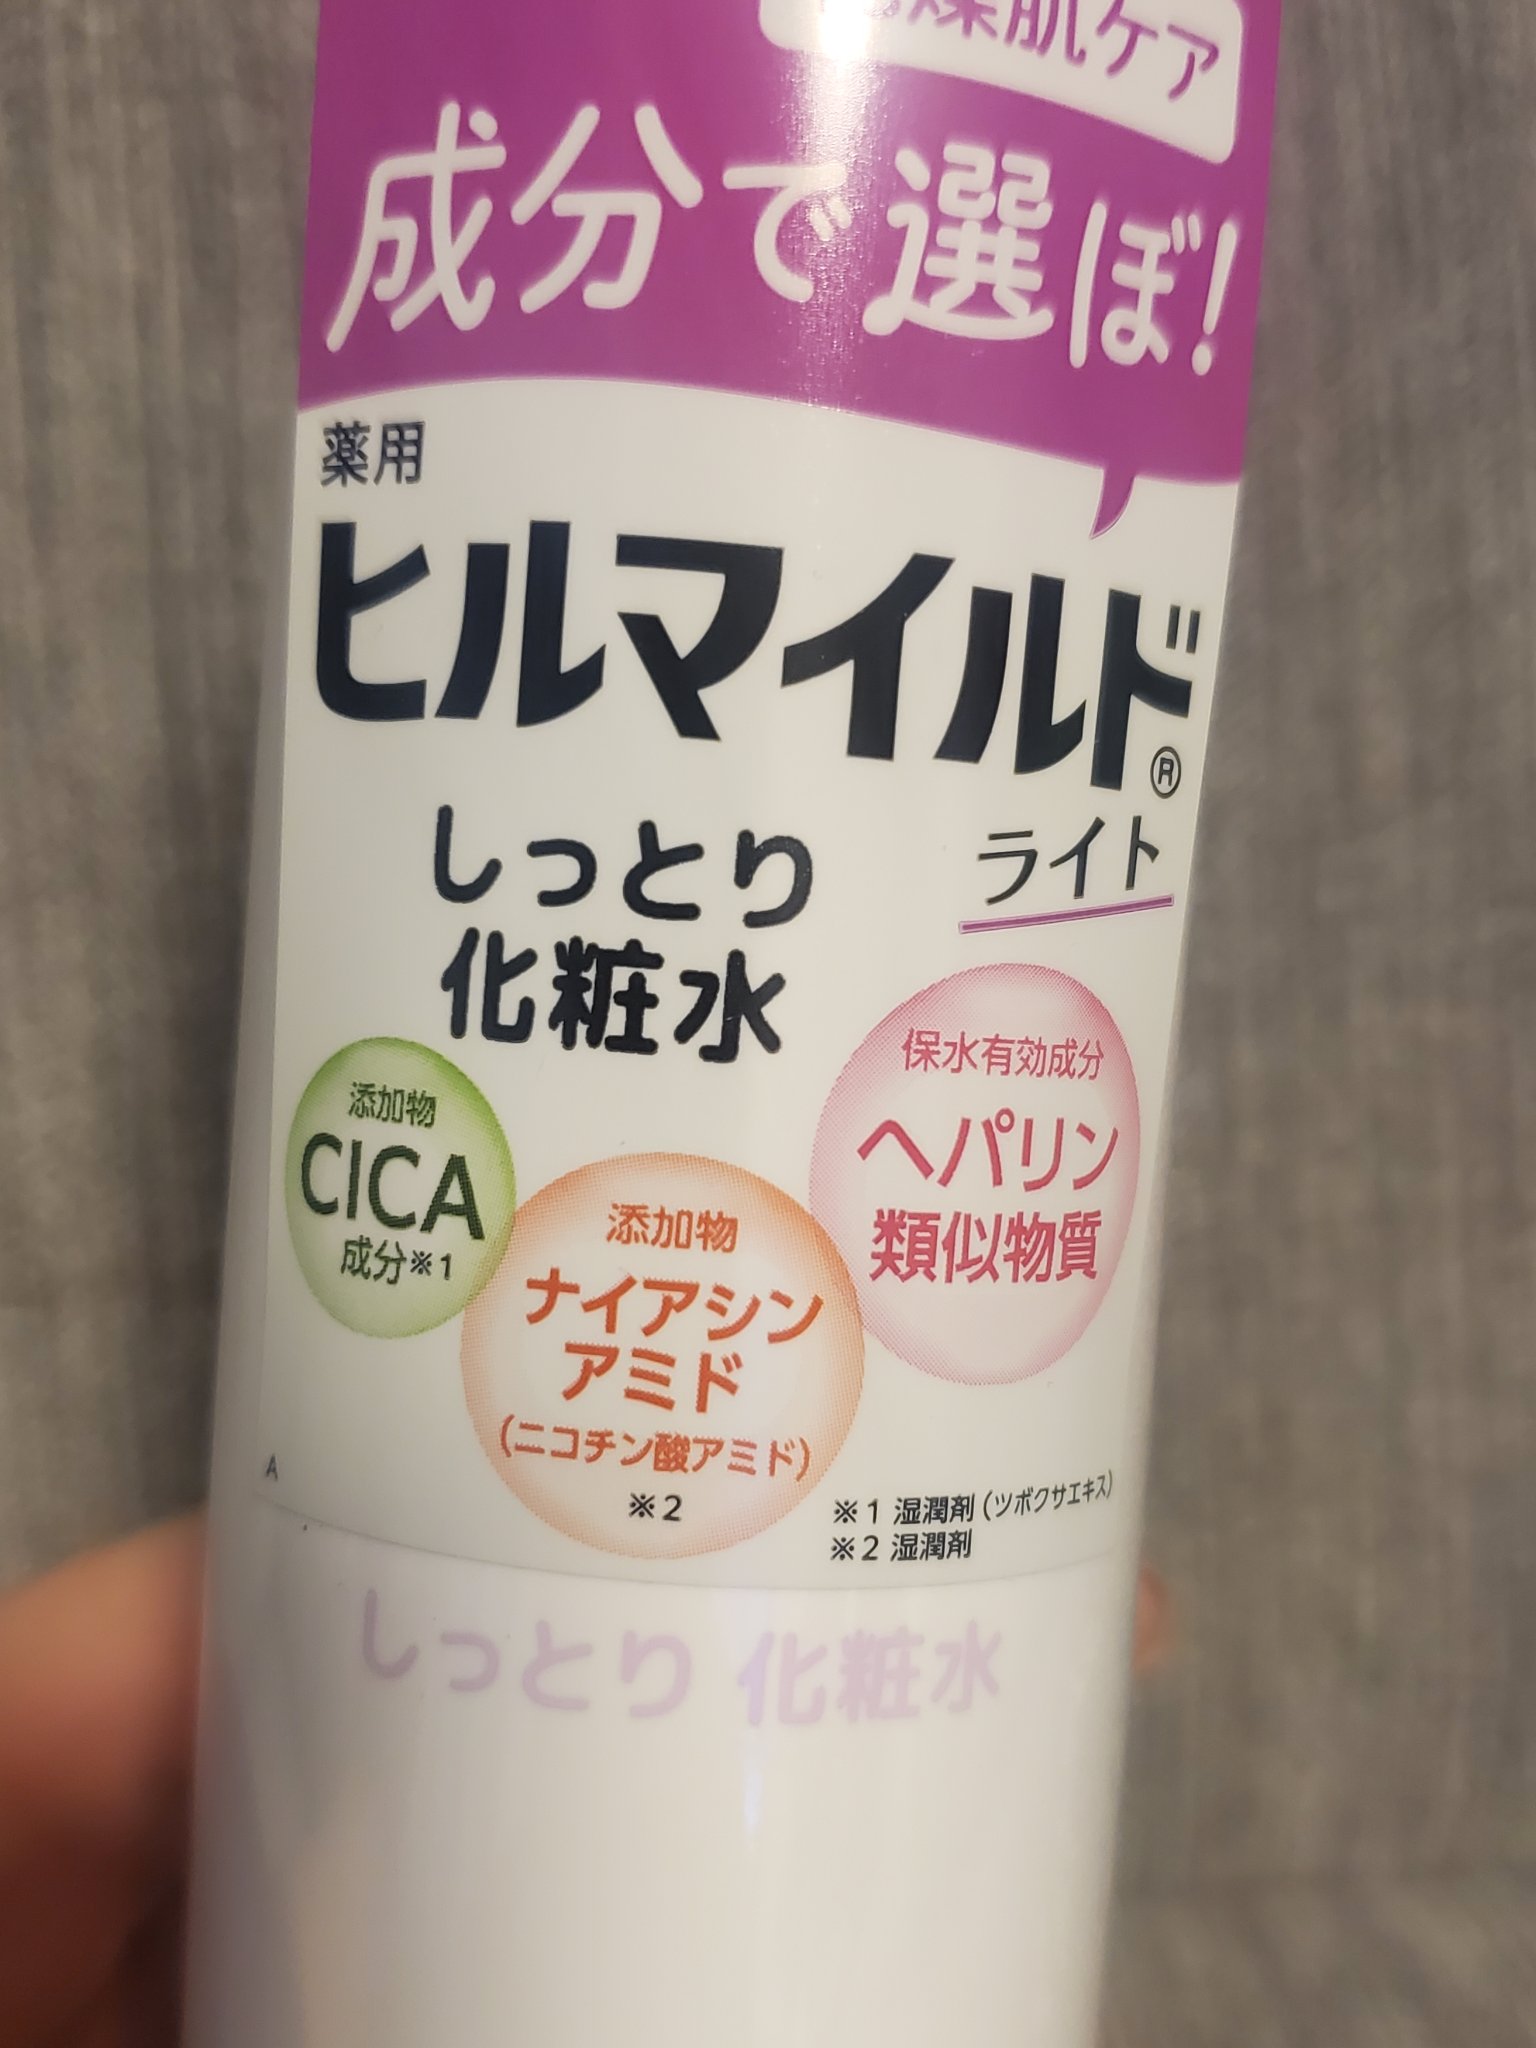 燥肌ケア
成分で選ぼ!
薬用
ヒルマイルド®
ライト
しっとり
化粧水
添加物
CICA
成分※1
添加物
ナイアシン
アミド
(ニコチン酸アミド)
※2
保水有効成分
ヘパリン
類似物質
※1 湿潤剤(ツボクサエキス)
※2 湿潤剤
A
しっとり 化粧水